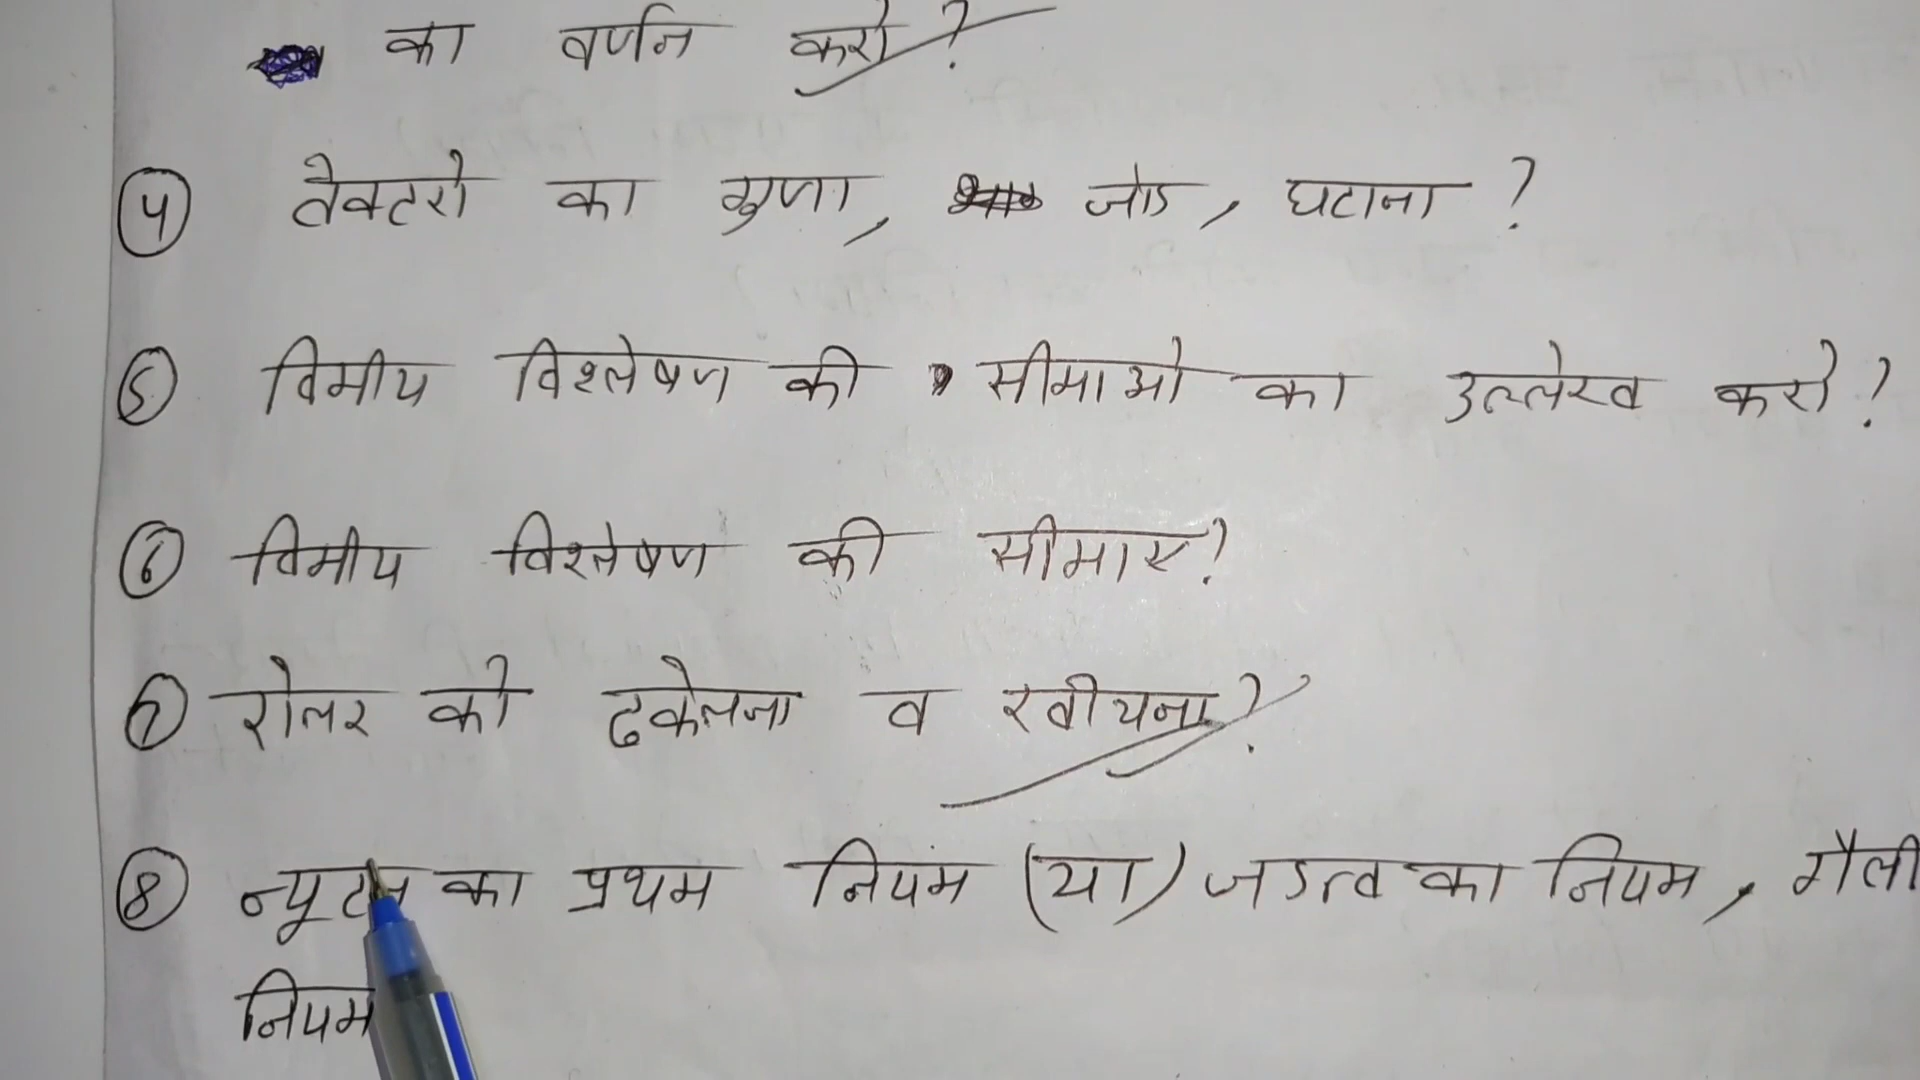 का वर्णन करो ?
④ वेक्टरो का गुणा, जोड, घटाना ?
⑤ विमीय विश्लेषण की सीमाओ का उल्लेख करो ?
⑥ विमीय विश्लेषण की सीमाए ?
⑦ रोलर को ढकेलना व खीचना ?
⑧ न्यूटन का प्रथम नियम (या) जडत्व का नियम, गैली
नियम